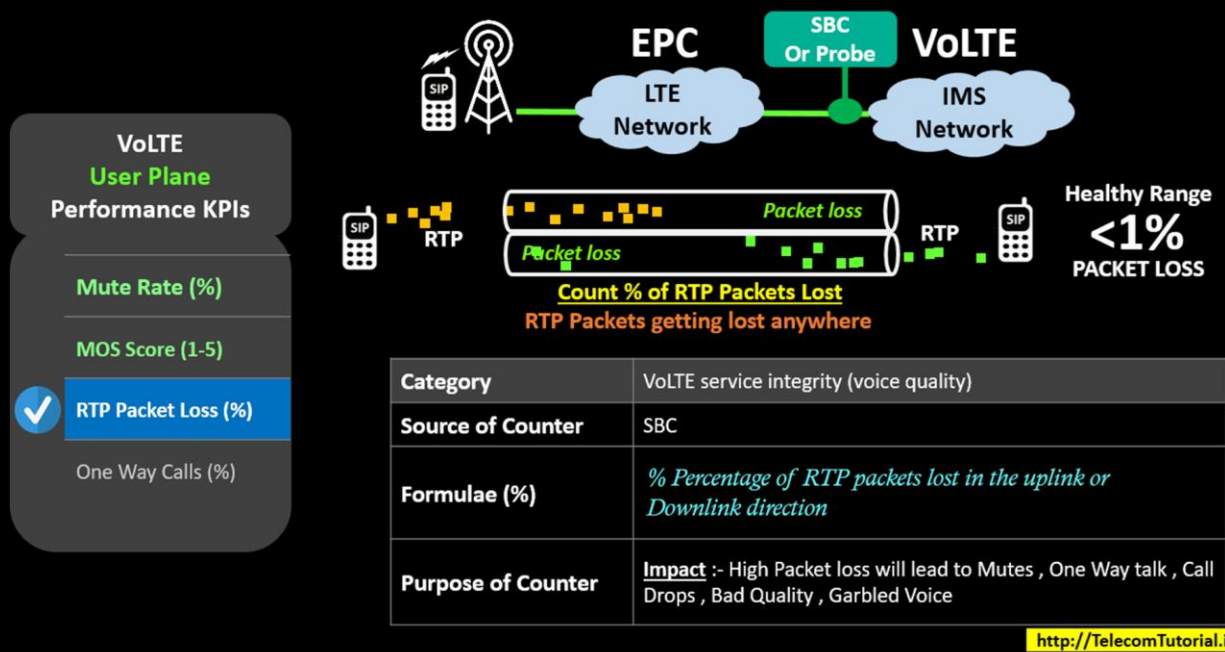 EPC
SBC
Or Probe
VoLTE
SIP
LTE
Network
IMS
Network
VoLTE
User Plane
Performance KPIs
Mute Rate (%)
MOS Score (1-5)
RTP Packet Loss (%)
One Way Calls (%)
SIP
RTP
Packet loss
Packet loss
RTP
SIP
Count % of RTP Packets Lost
RTP Packets getting lost anywhere
Healthy Range
<1%
PACKET LOSS
Category
VoLTE service integrity (voice quality)
Source of Counter
SBC
Formulae (%)
% Percentage of RTP packets lost in the uplink or
Downlink direction
Purpose of Counter
Impact :- High Packet loss will lead to Mutes , One Way talk , Call
Drops , Bad Quality , Garbled Voice
http://TelecomTutorial.i